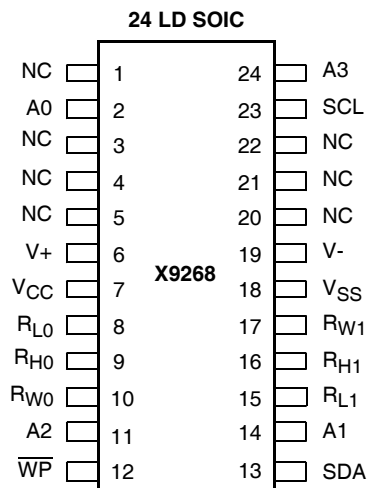 24 LD SOIC
NC 1 24 A3
A0 2 23 SCL
NC 3 22 NC
NC 4 21 NC
NC 5 20 NC
V+ 6 19 V-
X9268
VCC 7 18 VSS
RL0 8 17 RW1
RH0 9 16 RH1
RW0 10 15 RL1
A2 11 14 A1
WP 12 13 SDA